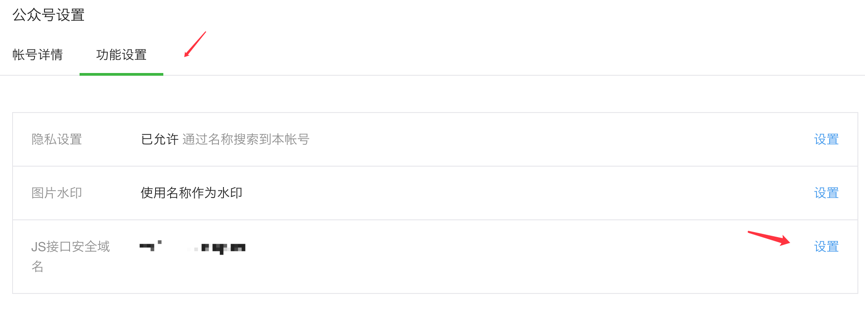 公众号设置
帐号详情 功能设置
隐私设置 已允许 通过名称搜索到本帐号 设置
图片水印 使用名称作为水印 设置
JS接口安全域 设置
名